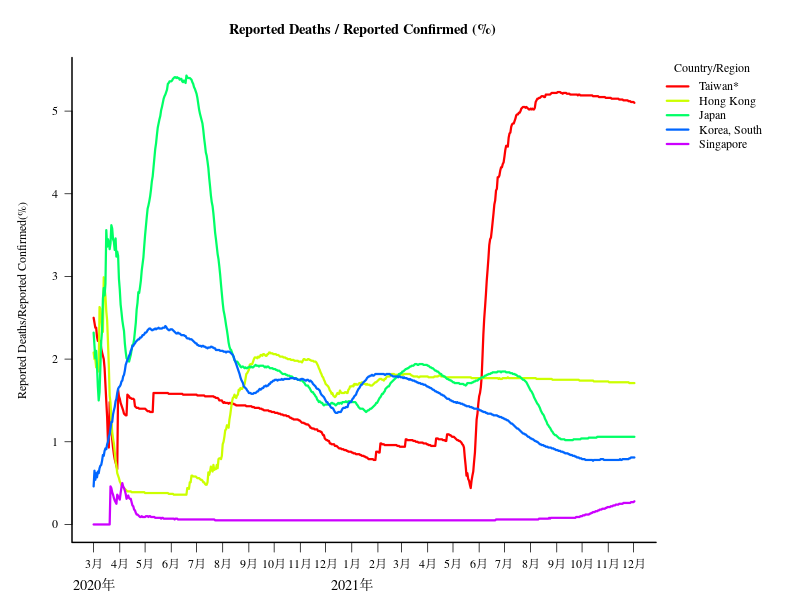 Reported Deaths / Reported Confirmed (%)
Country/Region
Taiwan*
Hong Kong
Japan
Korea, South
Singapore
Reported Deaths/Reported Confirmed(%)
5
4
3
2
1
0
3月 4月 5月 6月 7月 8月 9月 10月 11月 12月 1月 2月 3月 4月 5月 6月 7月 8月 9月 10月 11月 12月
2020年 2021年